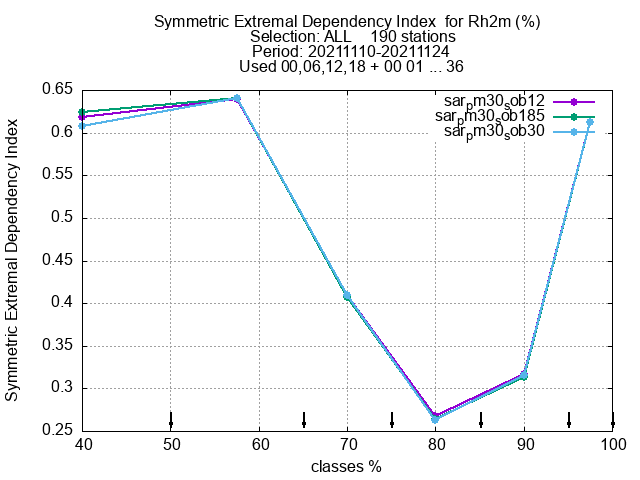 Symmetric Extremal Dependency Index  for Rh2m (%)
Selection: ALL    190 stations
Period: 20211110-20211124
Used 00,06,12,18 + 00 01 ... 36
sarpm30sob12
sarpm30sob185
sarpm30sob30
0.65
0.6
0.55
0.5
0.45
0.4
0.35
0.3
0.25
Symmetric Extremal Dependency Index
40 50 60 70 80 90 100
classes %